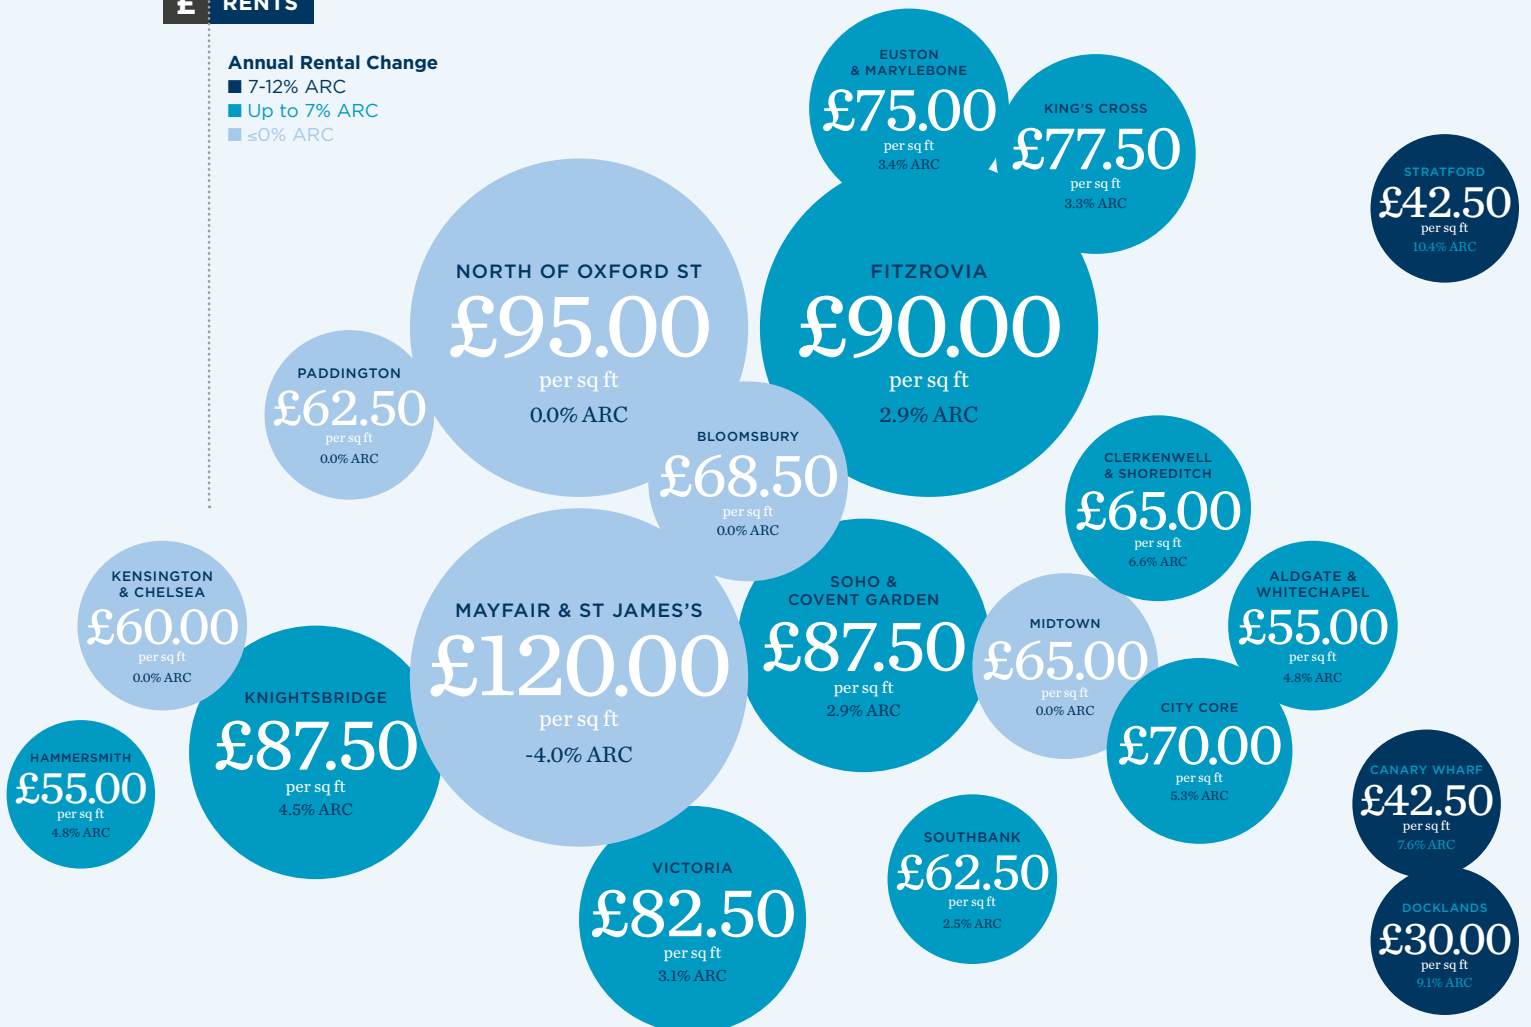 £ RENTS
Annual Rental Change
7-12% ARC
Up to 7% ARC
≤0% ARC
EUSTON
& MARYLEBONE
£75.00
per sq ft
3.4% ARC
KING'S CROSS
£77.50
per sq ft
3.3% ARC
STRATFORD
£42.50
per sq ft
10.4% ARC
NORTH OF OXFORD ST
£95.00
per sq ft
0.0% ARC
FITZROVIA
£90.00
per sq ft
2.9% ARC
PADDINGTON
£62.50
per sq ft
0.0% ARC
BLOOMSBURY
£68.50
per sq ft
0.0% ARC
CLERKENWELL
& SHOREDITCH
£65.00
per sq ft
6.6% ARC
KENSINGTON
& CHELSEA
£60.00
per sq ft
0.0% ARC
MAYFAIR & ST JAMES'S
£120.00
per sq ft
-4.0% ARC
SOHO &
COVENT GARDEN
£87.50
per sq ft
2.9% ARC
MIDTOWN
£65.00
per sq ft
0.0% ARC
ALDGATE &
WHITECHAPEL
£55.00
per sq ft
4.8% ARC
KNIGHTSBRIDGE
£87.50
per sq ft
4.5% ARC
CITY CORE
£70.00
per sq ft
5.3% ARC
HAMMERSMITH
£55.00
per sq ft
4.8% ARC
CANARY WHARF
£42.50
per sq ft
7.6% ARC
VICTORIA
£82.50
per sq ft
3.1% ARC
SOUTHBANK
£62.50
per sq ft
2.5% ARC
DOCKLANDS
£30.00
per sq ft
9.1% ARC